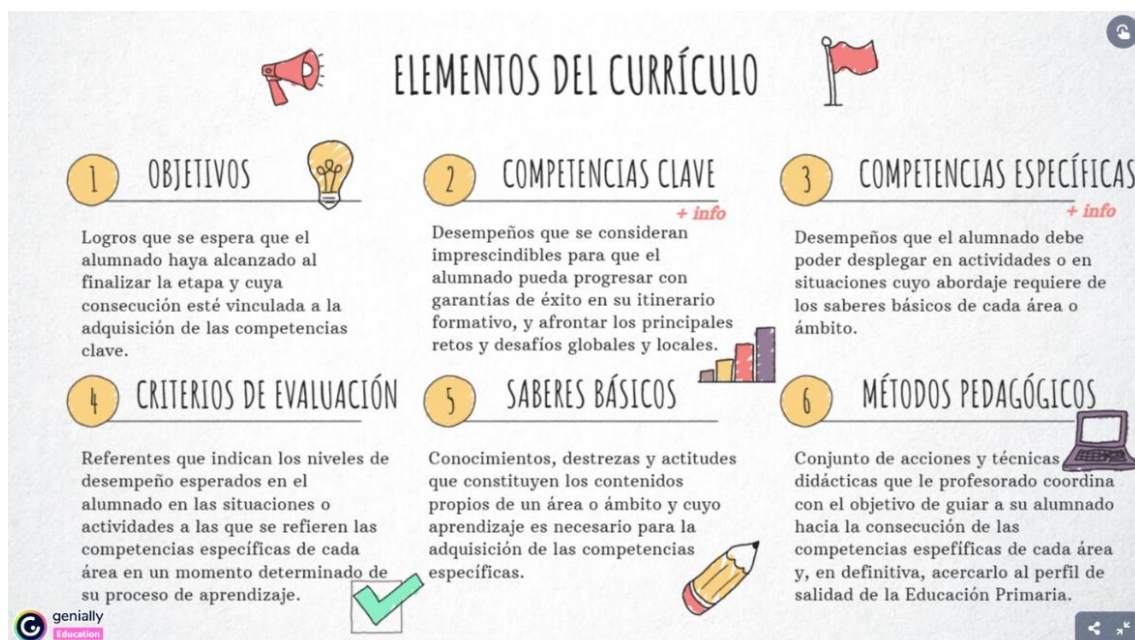 ELEMENTOS DEL CURRÍCULO
1 OBJETIVOS
Logros que se espera que el
alumnado haya alcanzado al
finalizar la etapa y cuya
consecución esté vinculada a la
adquisición de las competencias
clave.
2 COMPETENCIAS CLAVE
+ info
Desempeños que se consideran
imprescindibles para que el
alumnado pueda progresar con
garantías de éxito en su itinerario
formativo, y afrontar los principales
retos y desafíos globales y locales.
3 COMPETENCIAS ESPECÍFICAS
+ info
Desempeños que el alumnado debe
poder desplegar en actividades o en
situaciones cuyo abordaje requiere de
los saberes básicos de cada área o
ámbito.
4 CRITERIOS DE EVALUACIÓN
Referentes que indican los niveles de
desempeño esperados en el
alumnado en las situaciones o
actividades a las que se refieren las
competencias específicas de cada
área en un momento determinado de
su proceso de aprendizaje.
5 SABERES BÁSICOS
Conocimientos, destrezas y actitudes
que constituyen los contenidos
propios de un área o ámbito y cuyo
aprendizaje es necesario para la
adquisición de las competencias
específicas.
6 MÉTODOS PEDAGÓGICOS
Conjunto de acciones y técnicas
didácticas que le profesorado coordina
con el objetivo de guiar a su alumnado
hacia la consecución de las
competencias espefíficas de cada área
y, en definitiva, acercarlo al perfil de
salidad de la Educación Primaria.
genially
Education